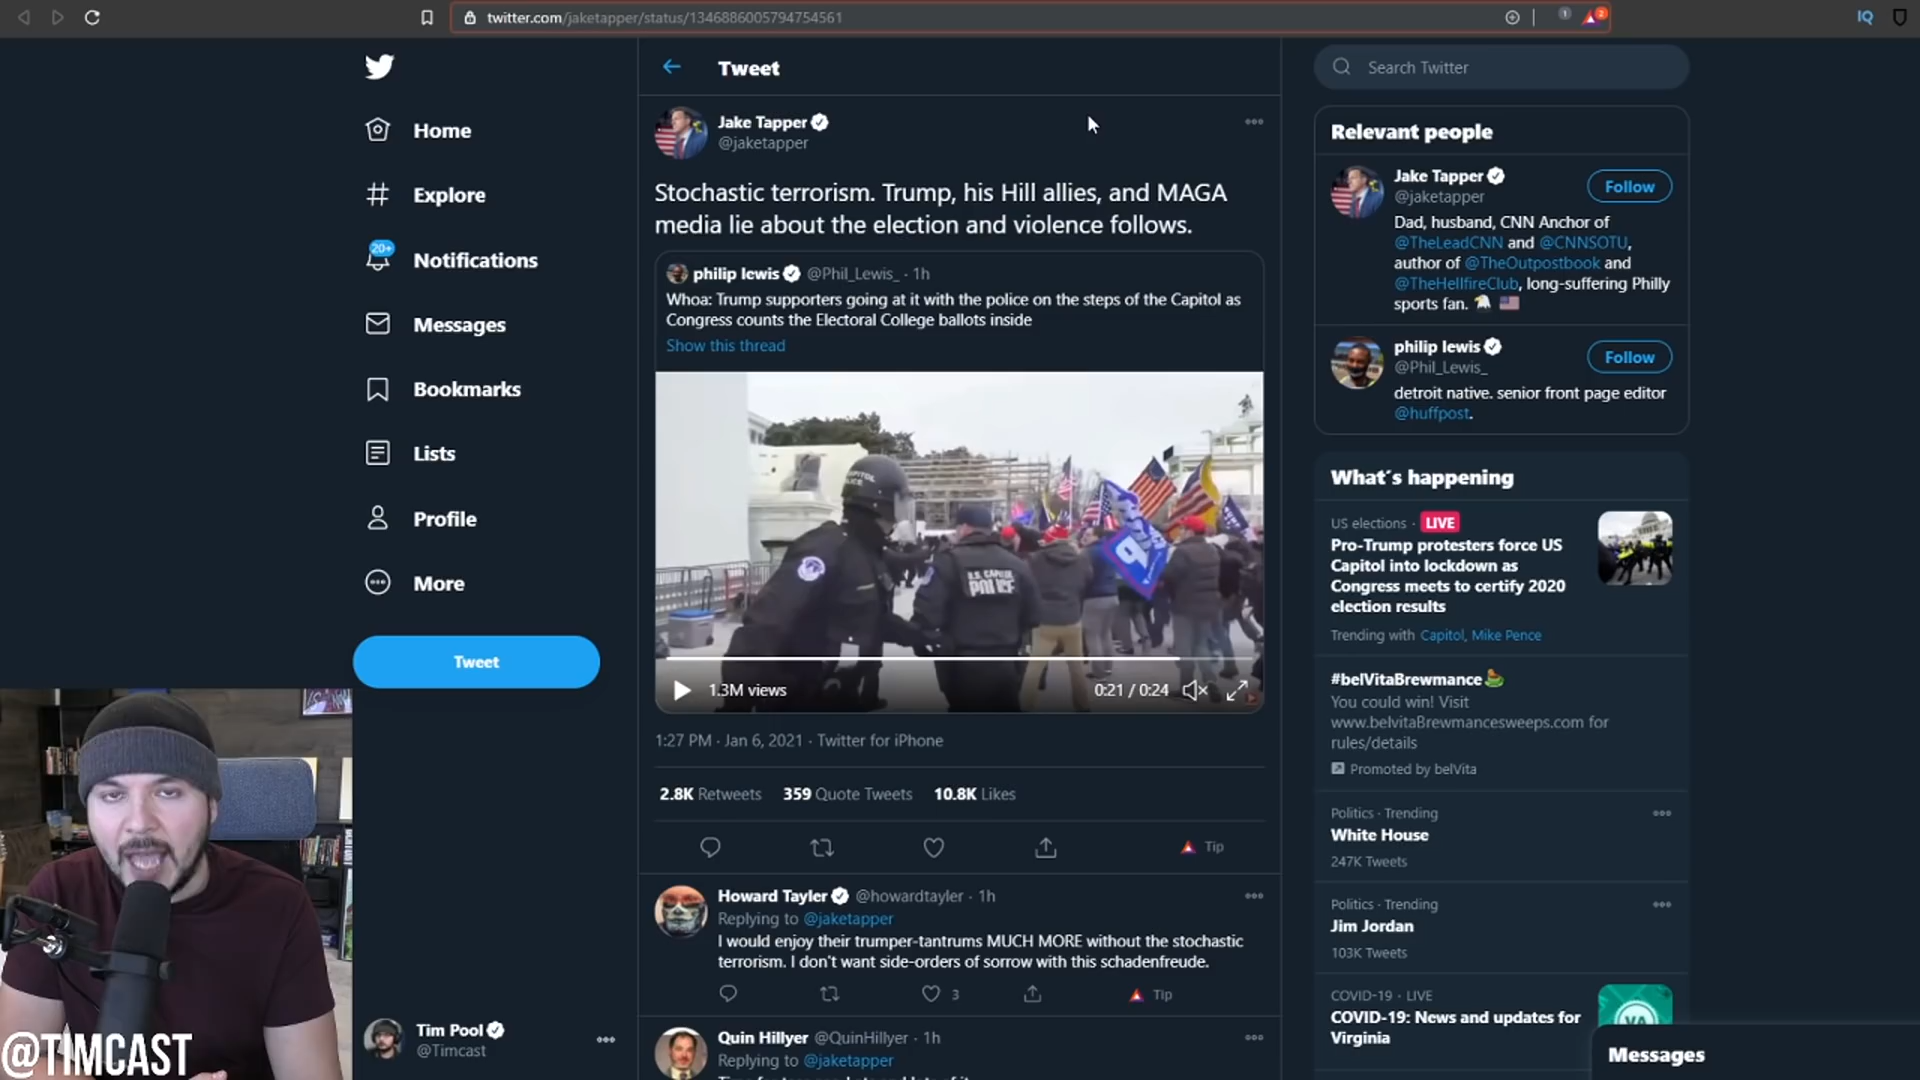 twitter.com/jaketapper/status/1346886005794754561
1
2
IQ
Home
Explore
20+
Notifications
Messages
Bookmarks
Lists
Profile
More
Tweet
Tim Pool
@Timcast
@TIMCAST
Tweet
Jake Tapper
@jaketapper
Stochastic terrorism. Trump, his Hill allies, and MAGA
media lie about the election and violence follows.
philip lewis @Phil_Lewis_ · 1h
Whoa: Trump supporters going at it with the police on the steps of the Capitol as
Congress counts the Electoral College ballots inside
Show this thread
CAPITOL
POLICE
U.S. CAPITOL
POLICE
1.3M views
0:21 / 0:24
1:27 PM · Jan 6, 2021 · Twitter for iPhone
2.8K Retweets 359 Quote Tweets 10.8K Likes
Tip
Howard Tayler @howardtayler · 1h
Replying to @jaketapper
I would enjoy their trumper-tantrums MUCH MORE without the stochastic
terrorism. I don't want side-orders of sorrow with this schadenfreude.
3
Tip
Quin Hillyer @QuinHillyer · 1h
Replying to @jaketapper
Search Twitter
Relevant people
Jake Tapper
@jaketapper
Follow
Dad, husband, CNN Anchor of
@TheLeadCNN and @CNNSOTU,
author of @TheOutpostbook and
@TheHellfireClub, long-suffering Philly
sports fan.
philip lewis
@Phil_Lewis_
Follow
detroit native. senior front page editor
@huffpost.
What´s happening
US elections · LIVE
Pro-Trump protesters force US
Capitol into lockdown as
Congress meets to certify 2020
election results
Trending with Capitol, Mike Pence
#belVitaBrewmance
You could win! Visit
www.belvitaBrewmancesweeps.com for
rules/details
Promoted by belVita
Politics · Trending
White House
247K Tweets
Politics · Trending
Jim Jordan
103K Tweets
COVID-19 · LIVE
COVID-19: News and updates for
Virginia
VA
Messages